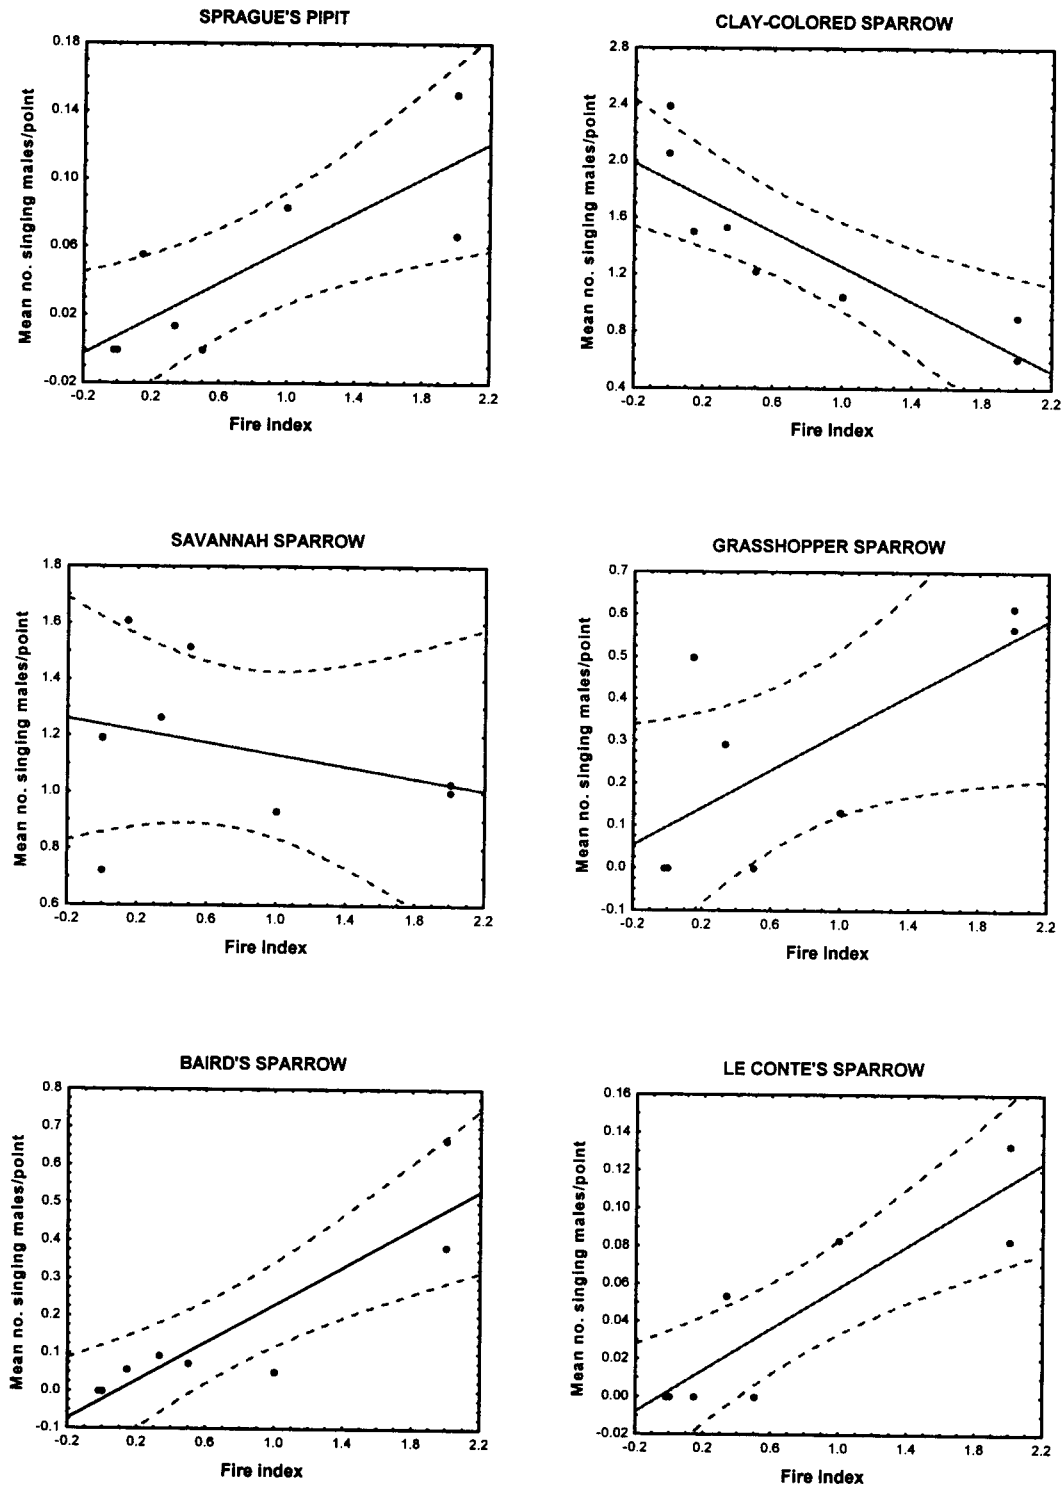 SPRAGUE'S PIPIT
Mean no. singing males/point
0.18
0.14
0.10
0.06
0.02
-0.02
-0.2 0.2 0.6 1.0 1.4 1.8 2.2
Fire Index
CLAY-COLORED SPARROW
Mean no. singing males/point
2.8
2.4
2.0
1.6
1.2
0.8
0.4
-0.2 0.2 0.6 1.0 1.4 1.8 2.2
Fire Index
SAVANNAH SPARROW
Mean no. singing males/point
1.8
1.6
1.4
1.2
1.0
0.8
0.6
-0.2 0.2 0.6 1.0 1.4 1.8 2.2
Fire Index
GRASSHOPPER SPARROW
Mean no. singing males/point
0.7
0.6
0.5
0.4
0.3
0.2
0.1
0.0
-0.1
-0.2 0.2 0.6 1.0 1.4 1.8 2.2
Fire Index
BAIRD'S SPARROW
Mean no. singing males/point
0.8
0.7
0.6
0.5
0.4
0.3
0.2
0.1
0.0
-0.1
-0.2 0.2 0.6 1.0 1.4 1.8 2.2
Fire index
LE CONTE'S SPARROW
Mean no. singing males/point
0.16
0.14
0.12
0.10
0.08
0.06
0.04
0.02
0.00
-0.02
-0.2 0.2 0.6 1.0 1.4 1.8 2.2
Fire Index